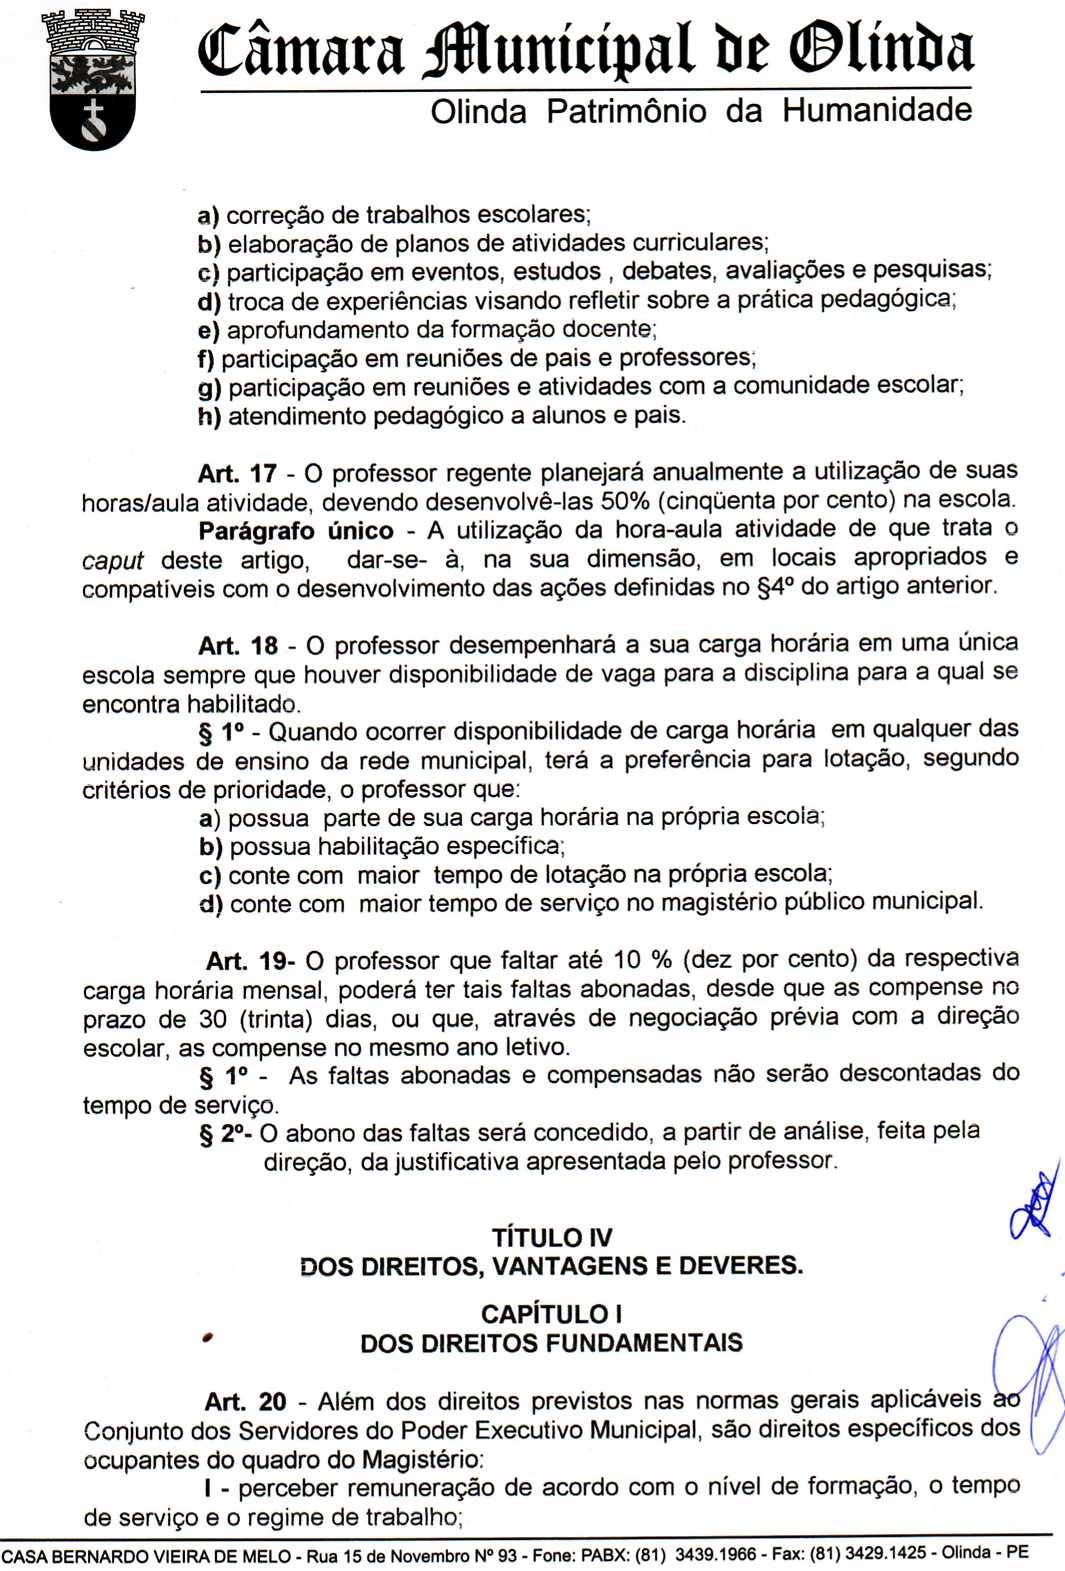 Câmara Municipal de Olinda
Olinda Patrimônio da Humanidade
a) correção de trabalhos escolares;
b) elaboração de planos de atividades curriculares;
c) participação em eventos, estudos , debates, avaliações e pesquisas;
d) troca de experiências visando refletir sobre a prática pedagógica;
e) aprofundamento da formação docente;
f) participação em reuniões de pais e professores;
g) participação em reuniões e atividades com a comunidade escolar;
h) atendimento pedagógico a alunos e pais.
Art. 17 - O professor regente planejará anualmente a utilização de suas
horas/aula atividade, devendo desenvolvê-las 50% (cinqüenta por cento) na escola.
Parágrafo único - A utilização da hora-aula atividade de que trata o
caput deste artigo, dar-se- à, na sua dimensão, em locais apropriados e
compatíveis com o desenvolvimento das ações definidas no §4º do artigo anterior.
Art. 18 - O professor desempenhará a sua carga horária em uma única
escola sempre que houver disponibilidade de vaga para a disciplina para a qual se
encontra habilitado.
§ 1º - Quando ocorrer disponibilidade de carga horária em qualquer das
unidades de ensino da rede municipal, terá a preferência para lotação, segundo
critérios de prioridade, o professor que:
a) possua parte de sua carga horária na própria escola;
b) possua habilitação específica;
c) conte com maior tempo de lotação na própria escola;
d) conte com maior tempo de serviço no magistério público municipal.
Art. 19- O professor que faltar até 10 % (dez por cento) da respectiva
carga horária mensal, poderá ter tais faltas abonadas, desde que as compense no
prazo de 30 (trinta) dias, ou que, através de negociação prévia com a direção
escolar, as compense no mesmo ano letivo.
§ 1º - As faltas abonadas e compensadas não serão descontadas do
tempo de serviço.
§ 2º- O abono das faltas será concedido, a partir de análise, feita pela
direção, da justificativa apresentada pelo professor.
TÍTULO IV
DOS DIREITOS, VANTAGENS E DEVERES.
CAPÍTULO I
DOS DIREITOS FUNDAMENTAIS
Art. 20 - Além dos direitos previstos nas normas gerais aplicáveis ao
Conjunto dos Servidores do Poder Executivo Municipal, são direitos específicos dos
ocupantes do quadro do Magistério:
I - perceber remuneração de acordo com o nível de formação, o tempo
de serviço e o regime de trabalho;
CASA BERNARDO VIEIRA DE MELO - Rua 15 de Novembro Nº 93 - Fone: PABX: (81) 3439.1966 - Fax: (81) 3429.1425 - Olinda - PE